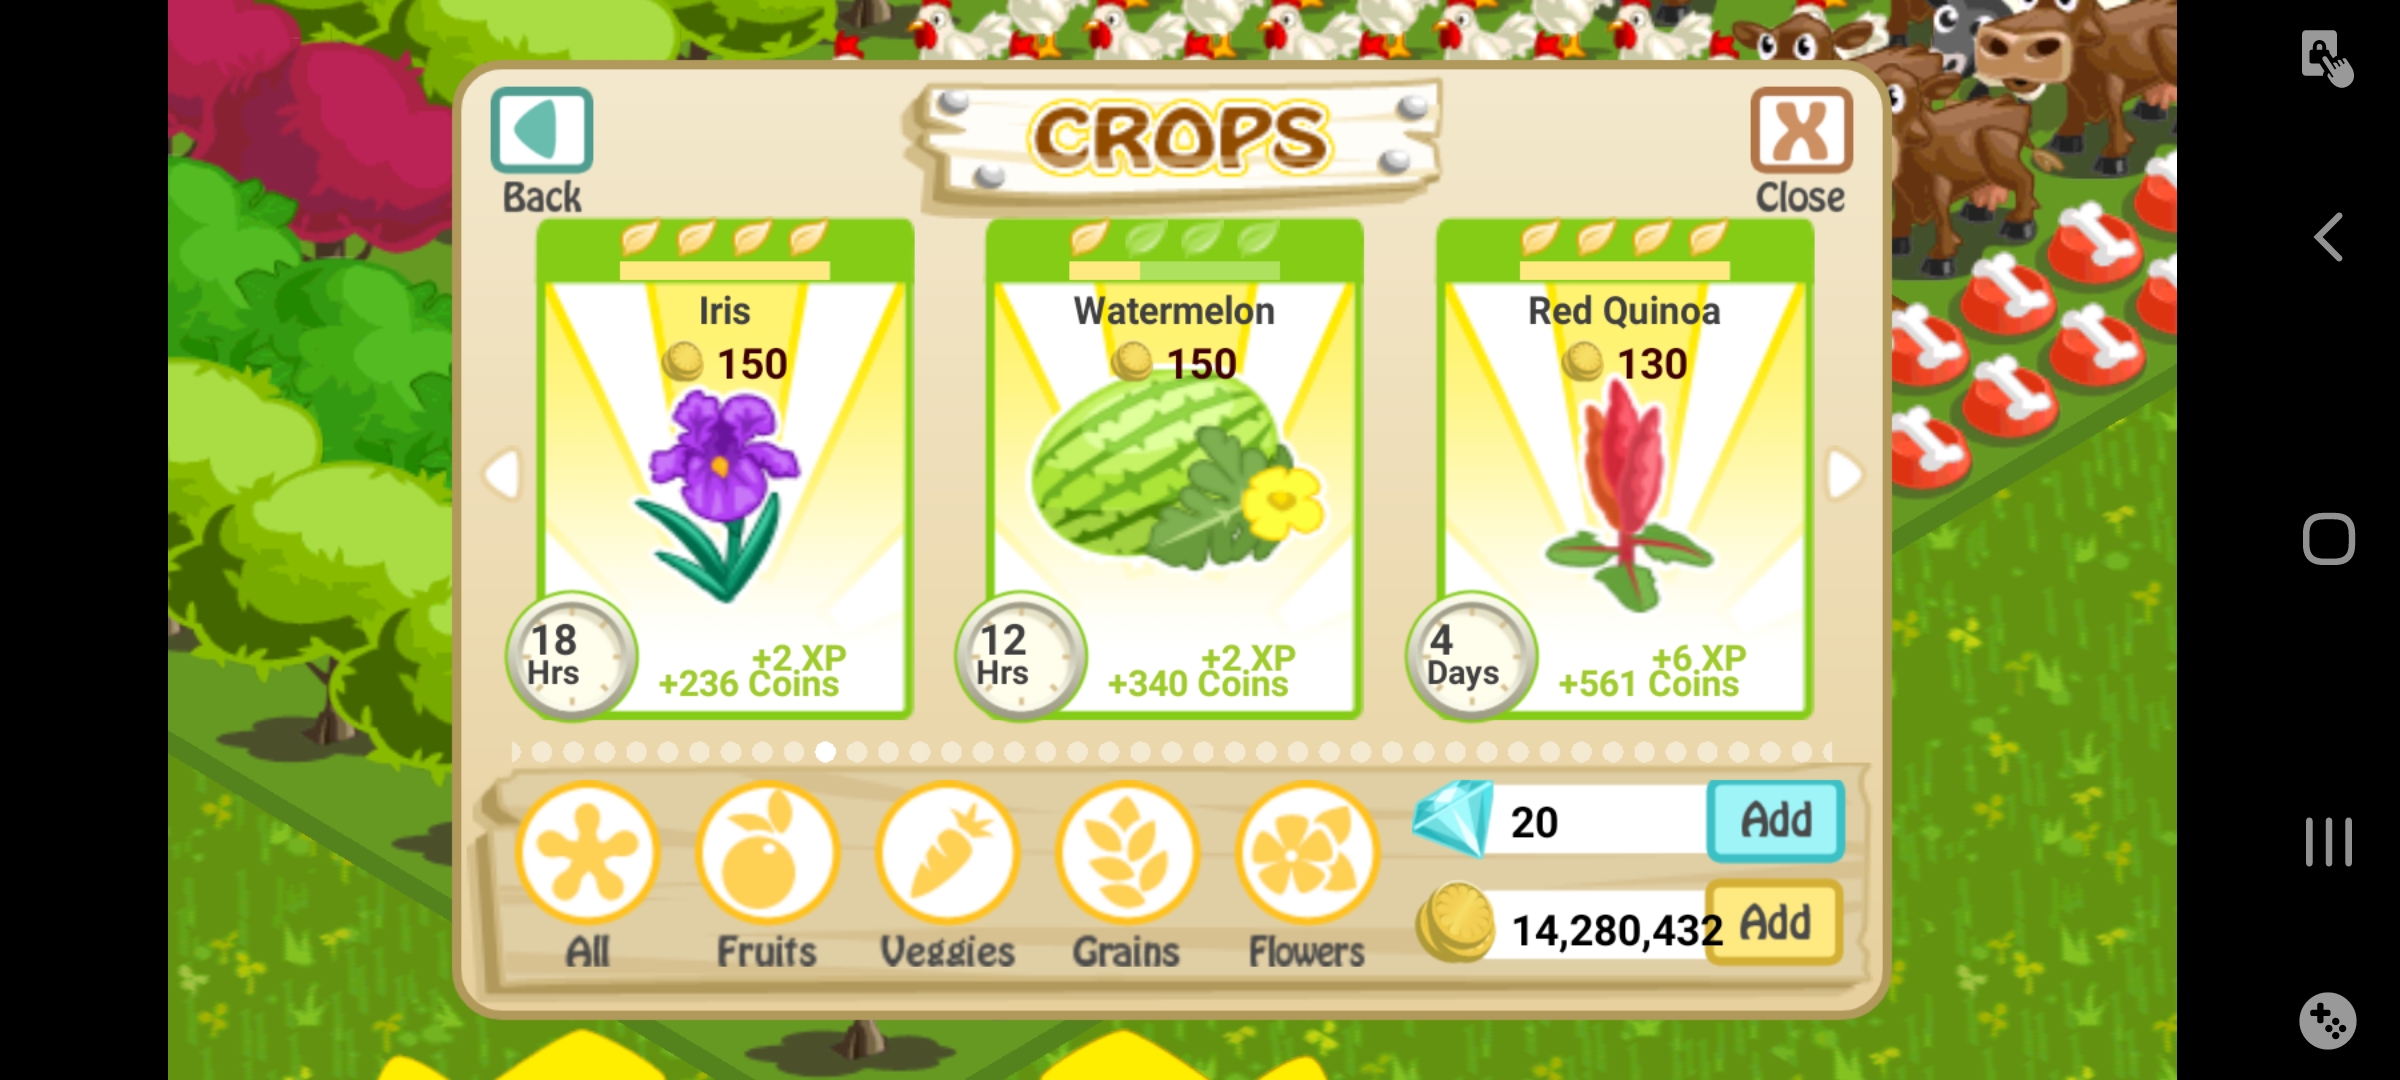 CROPS
Back
Close
Iris
150
18
Hrs
+2 XP
+236 Coins
Watermelon
150
12
Hrs
+2 XP
+340 Coins
Red Quinoa
130
4
Days
+6 XP
+561 Coins
All
Fruits
Veggies
Grains
Flowers
20
Add
14,280,432
Add